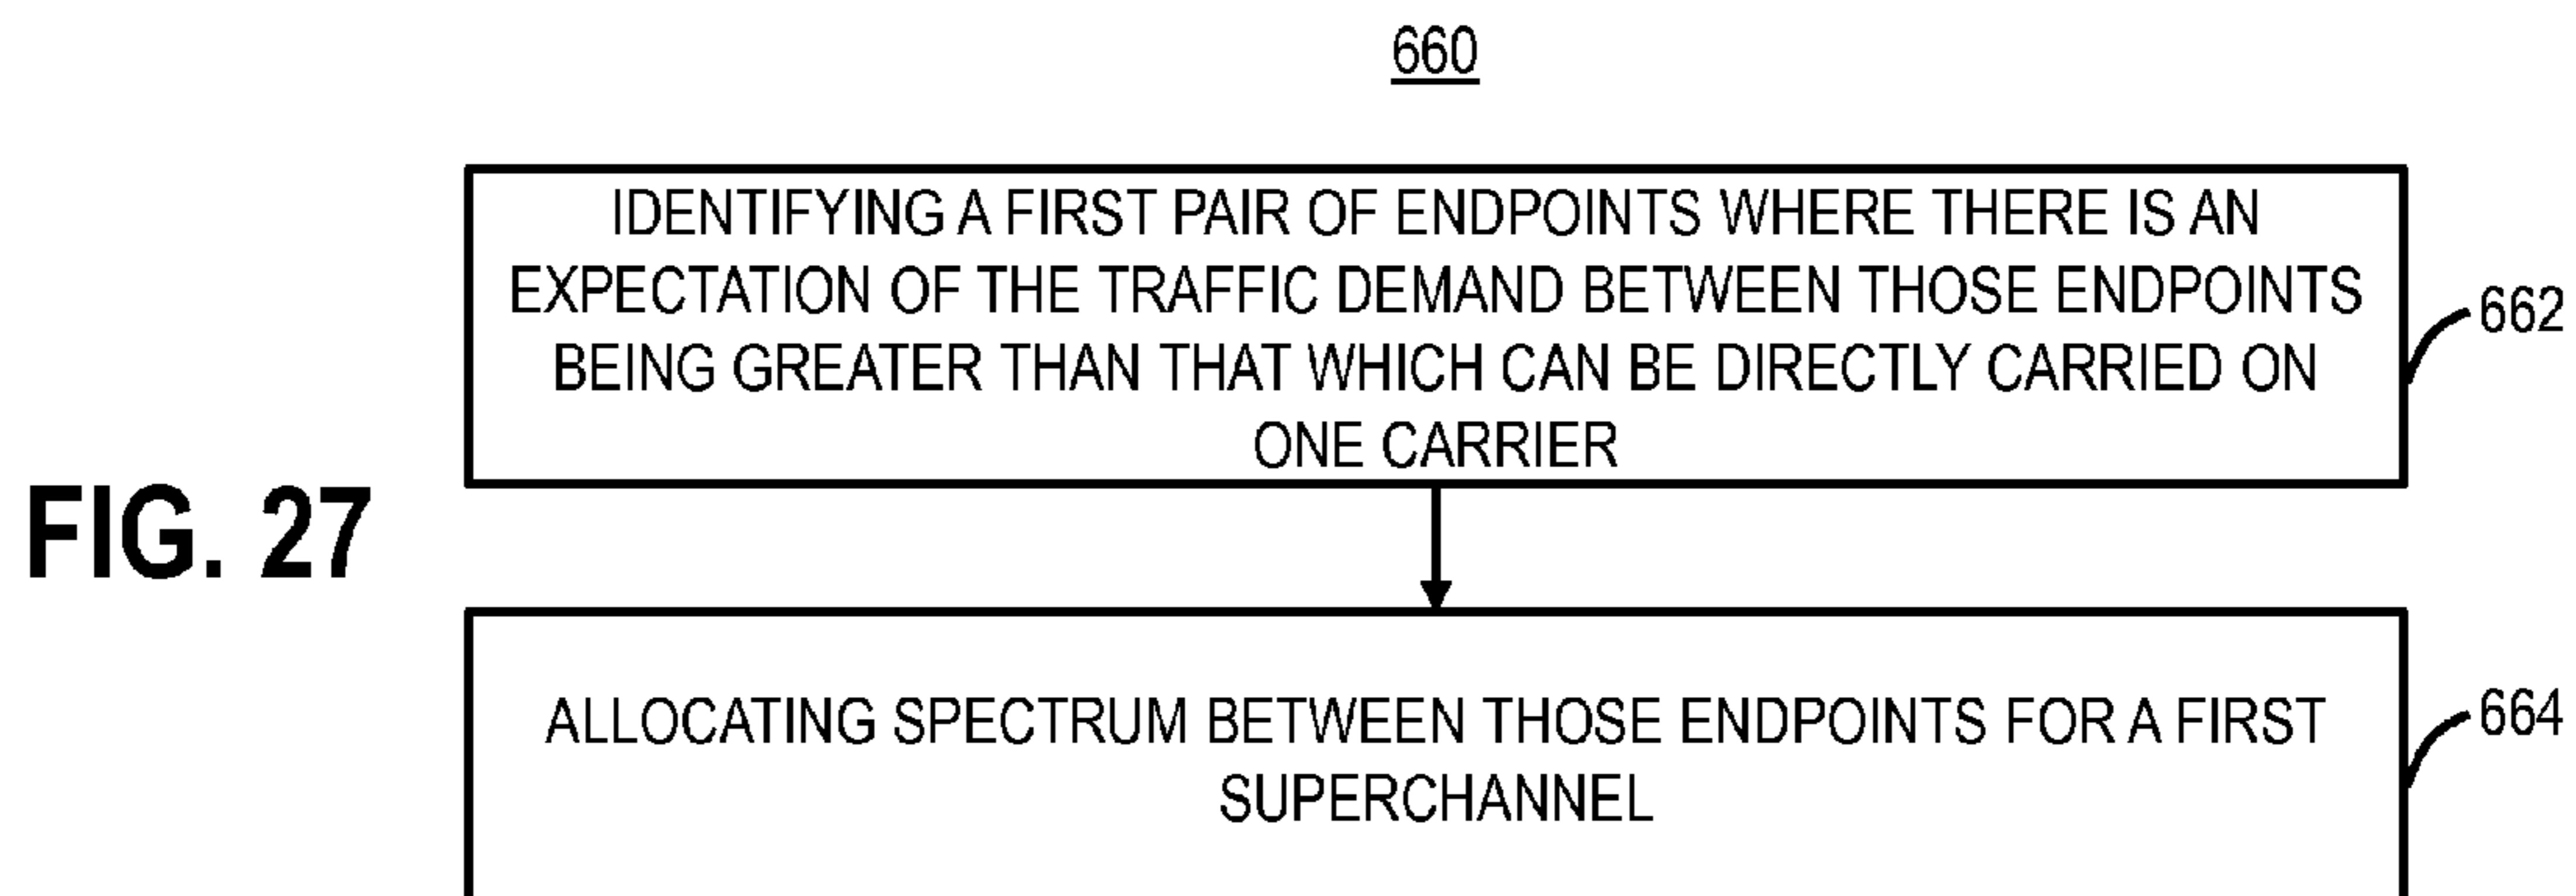 660
IDENTIFYING A FIRST PAIR OF ENDPOINTS WHERE THERE IS AN
EXPECTATION OF THE TRAFFIC DEMAND BETWEEN THOSE ENDPOINTS
BEING GREATER THAN THAT WHICH CAN BE DIRECTLY CARRIED ON
ONE CARRIER
662
FIG. 27
ALLOCATING SPECTRUM BETWEEN THOSE ENDPOINTS FOR A FIRST
SUPERCHANNEL
664